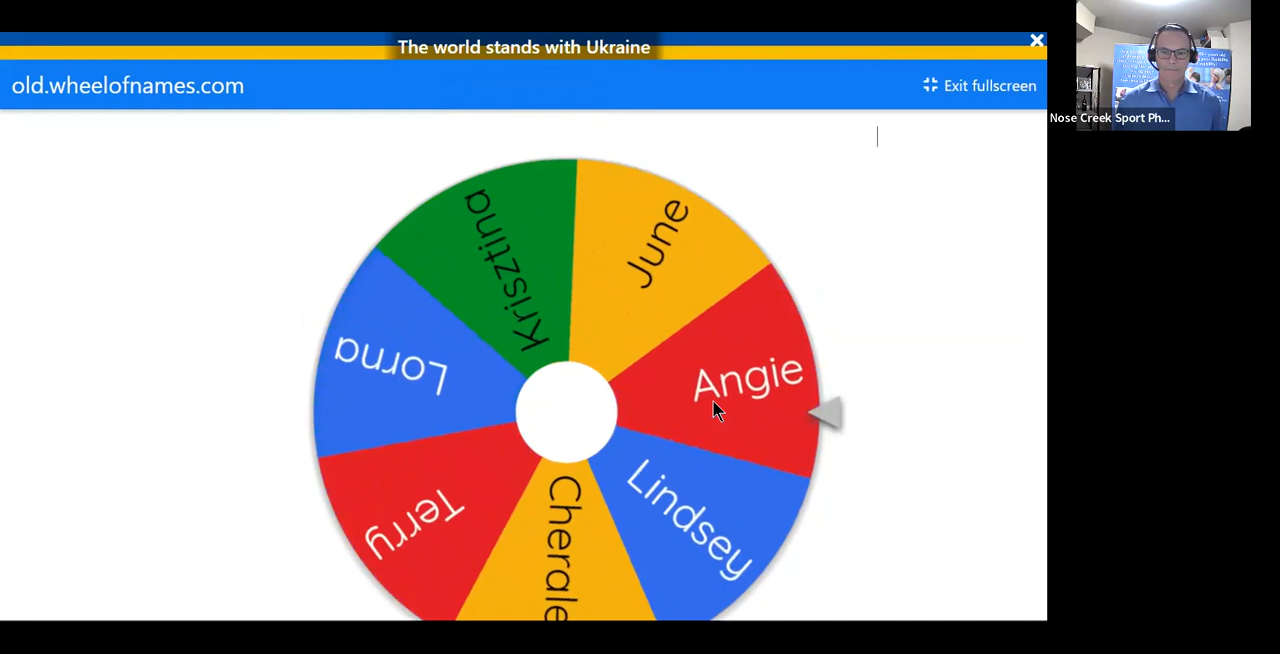 The world stands with Ukraine
old.wheelofnames.com
Exit fullscreen
Nose Creek Sport Ph...
Krisztina
June
Lorna
Angie
Lindsey
Terry
Cherale